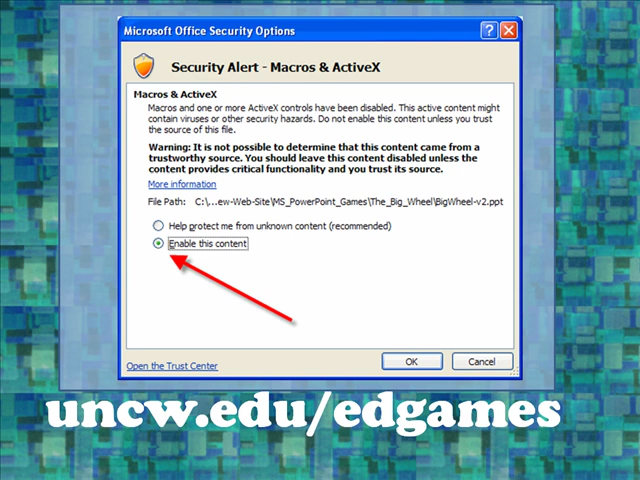 Microsoft Office Security Options
Security Alert - Macros & ActiveX
Macros & ActiveX
Macros and one or more ActiveX controls have been disabled. This active content might
contain viruses or other security hazards. Do not enable this content unless you trust
the source of this file.
Warning: It is not possible to determine that this content came from a
trustworthy source. You should leave this content disabled unless the
content provides critical functionality and you trust its source.
More information
File Path: C:\...ew-Web-Site\MS_PowerPoint_Games\The_Big_Wheel\BigWheel-v2.ppt
Help protect me from unknown content (recommended)
Enable this content
Open the Trust Center
OK
Cancel
uncw.edu/edgames